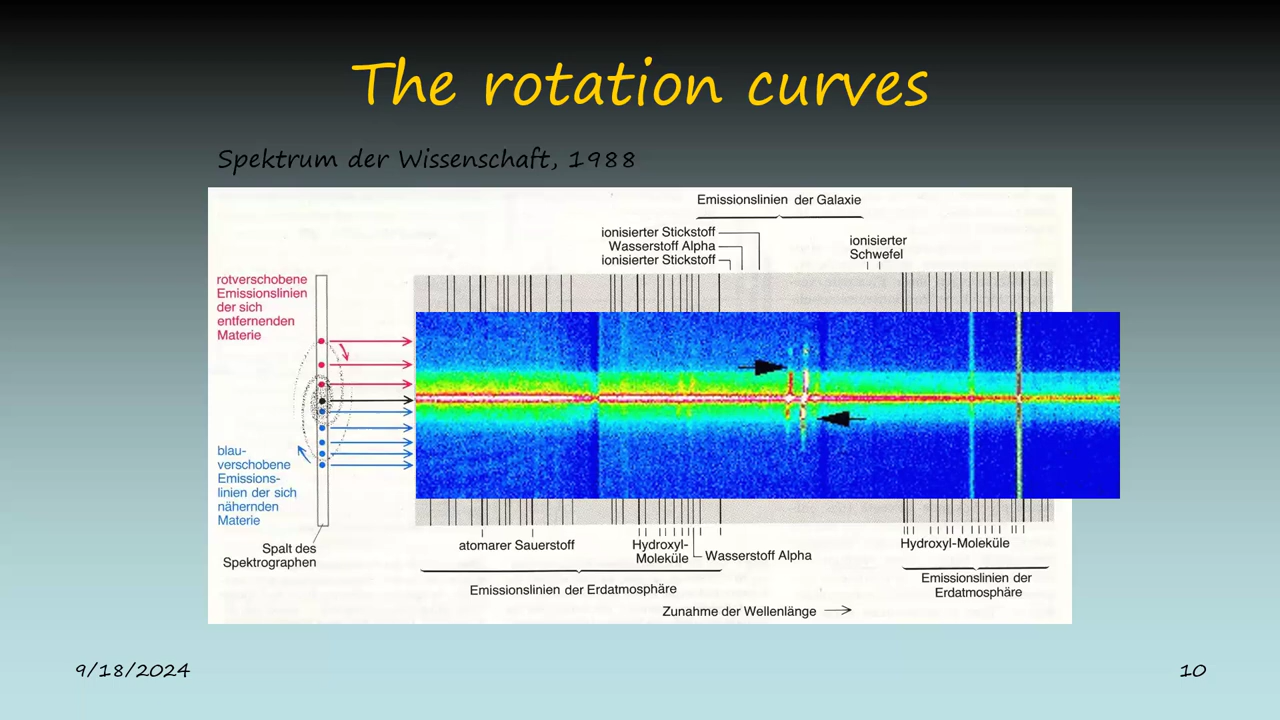 The rotation curves
Spektrum der Wissenschaft, 1988
Emissionslinien der Galaxie
ionisierter Stickstoff
Wasserstoff Alpha
ionisierter Stickstoff
ionisierter
Schwefel
rotverschobene
Emissionslinien
der sich
entfernenden
Materie
blau-
verschobene
Emissions-
linien der sich
nähernden
Materie
Spalt des
Spektrographen
atomarer Sauerstoff
Hydroxyl-
Moleküle
Wasserstoff Alpha
Hydroxyl-Moleküle
Emissionslinien der Erdatmosphäre
Emissionslinien der
Erdatmosphäre
Zunahme der Wellenlänge
9/18/2024
10